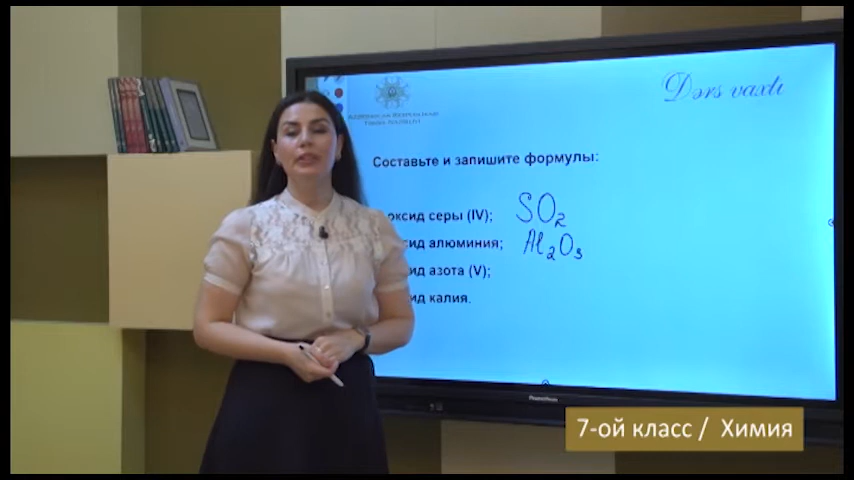 Dərs vaxtı
Составьте и запишите формулы:
оксид серы (IV); SO₂
сид алюминия; Al₂O₃
ид азота (V);
ид калия.
Promethean
7-ой класс / Химия